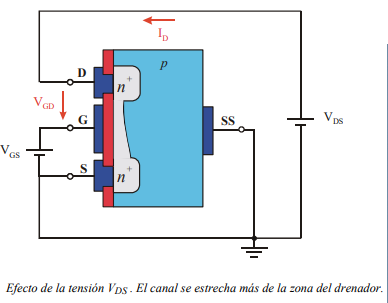 I_D
D
n+
p
V_GD
G
SS
V_DS
V_GS
S
n+
Efecto de la tensión V_DS . El canal se estrecha más de la zona del drenador.